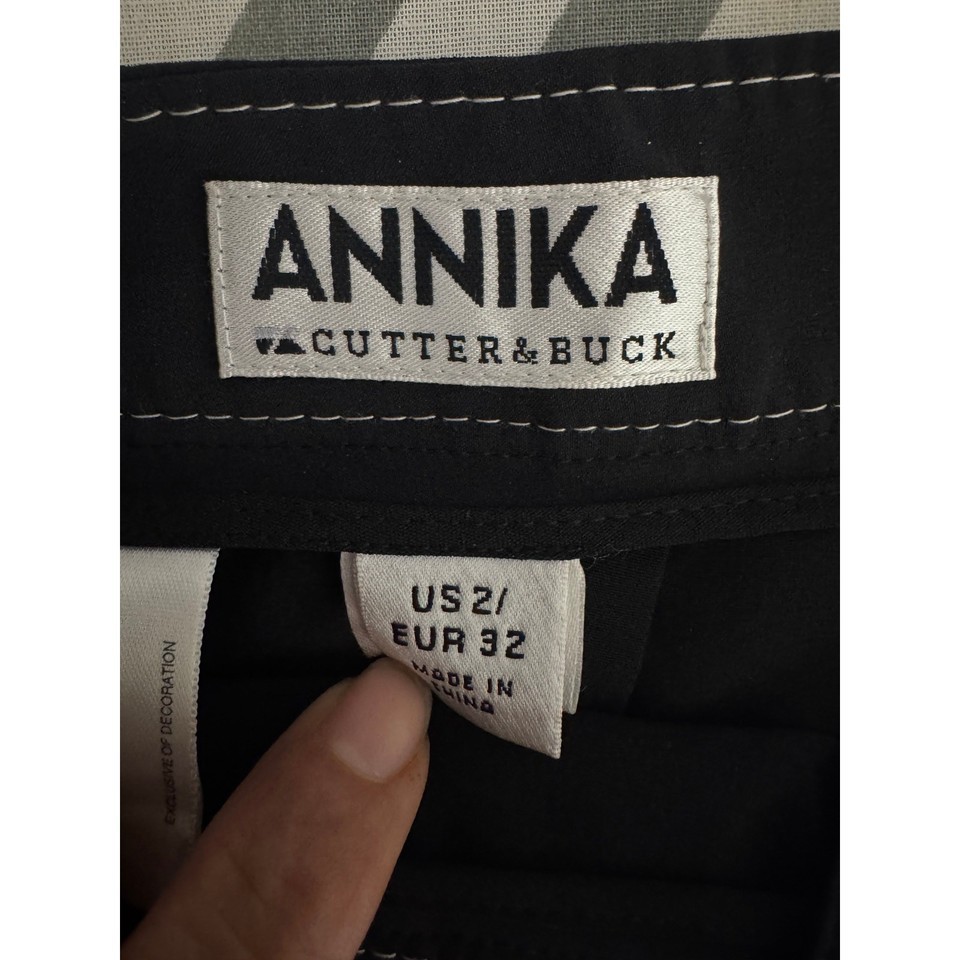 ANNIKA
CUTTER & BUCK
US 2/
EUR 32
MADE IN
CHINA
EXCLUSIVE OF DECORATION